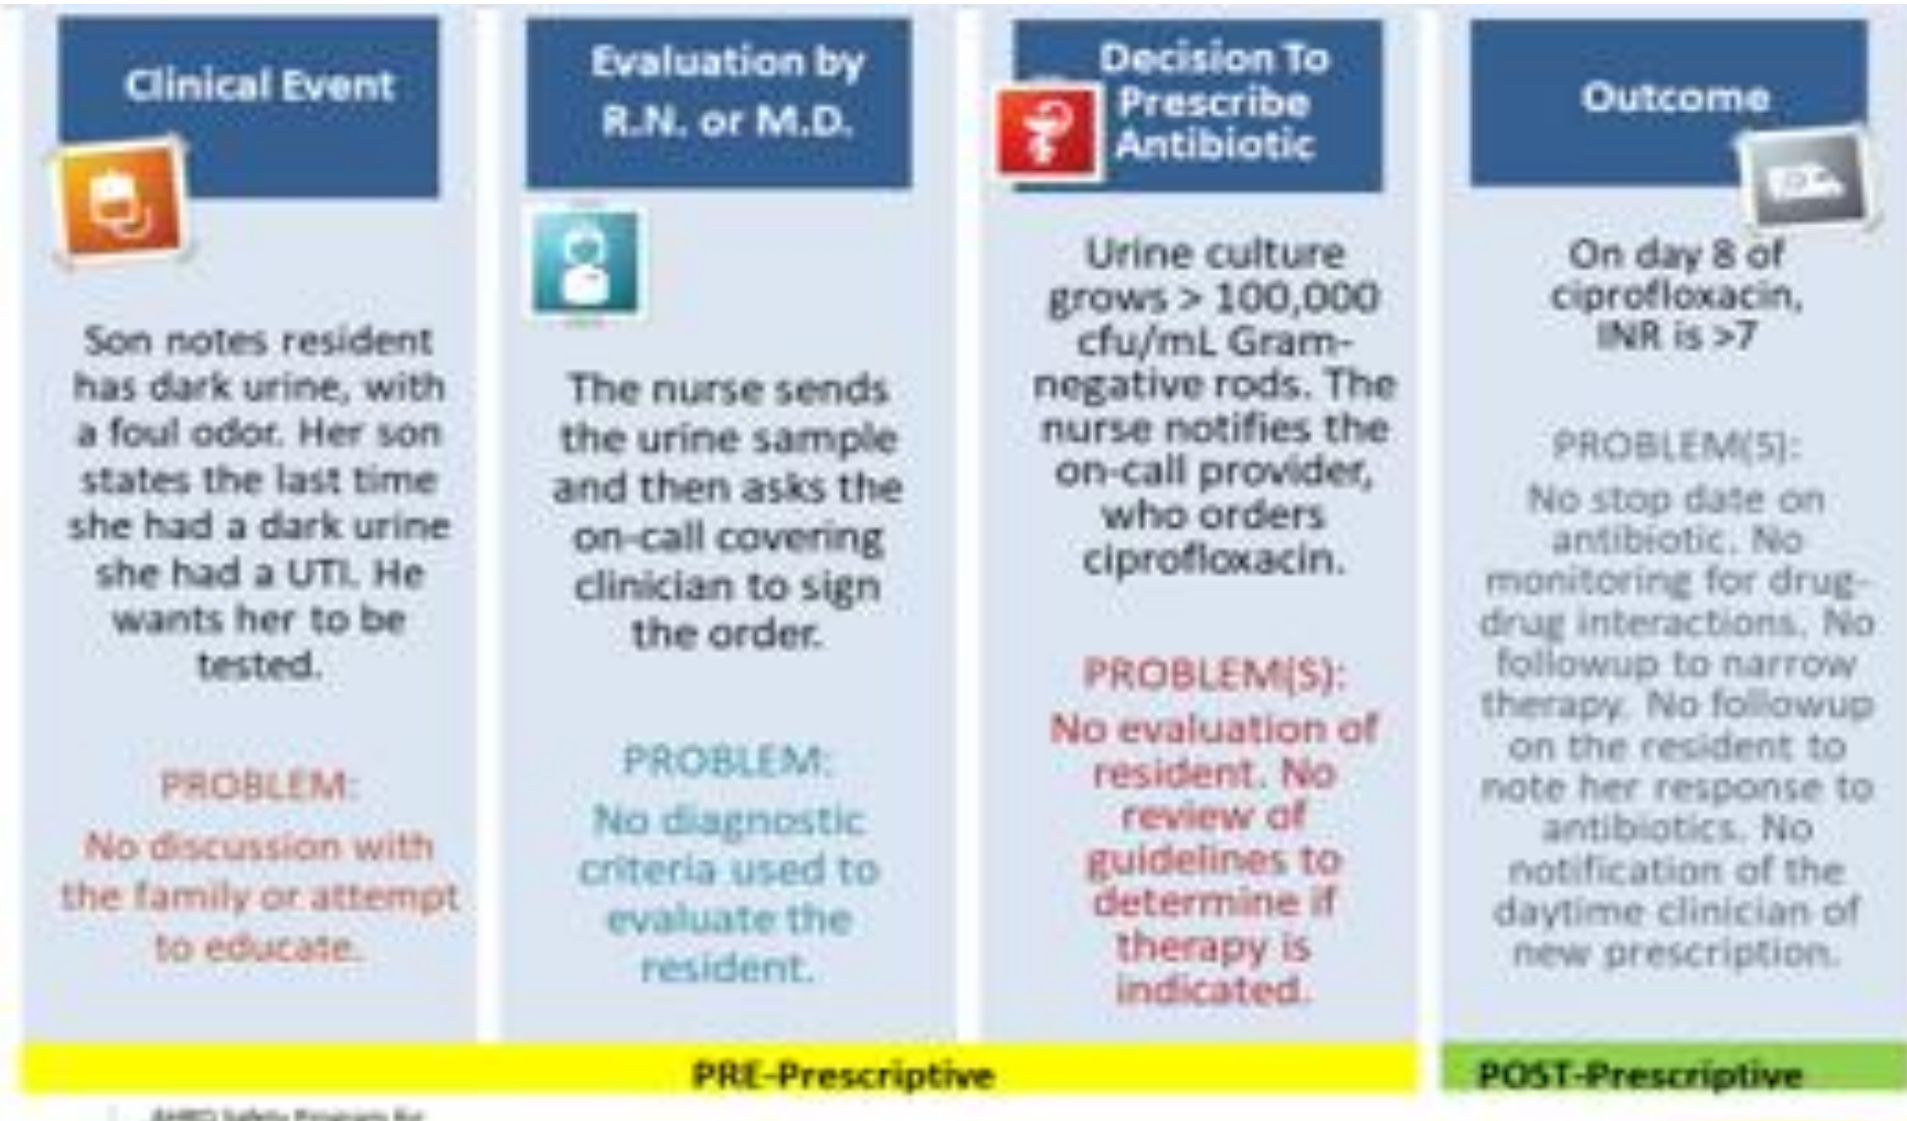 Clinical Event
Son notes resident
has dark urine, with
a foul odor. Her son
states the last time
she had a dark urine
she had a UTI. He
wants her to be
tested.
PROBLEM:
No discussion with
the family or attempt
to educate.
Evaluation by
R.N. or M.D.
The nurse sends
the urine sample
and then asks the
on-call covering
clinician to sign
the order.
PROBLEM:
No diagnostic
criteria used to
evaluate the
resident.
Decision To
Prescribe
Antibiotic
Urine culture
grows > 100,000
cfu/mL Gram-
negative rods. The
nurse notifies the
on-call provider,
who orders
ciprofloxacin.
PROBLEM(S):
No evaluation of
resident. No
review of
guidelines to
determine if
therapy is
indicated.
Outcome
On day 8 of
ciprofloxacin,
INR is >7
PROBLEM(S):
No stop date on
antibiotic. No
monitoring for drug-
drug interactions. No
followup to narrow
therapy. No followup
on the resident to
note her response to
antibiotics. No
notification of the
daytime clinician of
new prescription.
PRE-Prescriptive
POST-Prescriptive
AHRQ Safety Program for